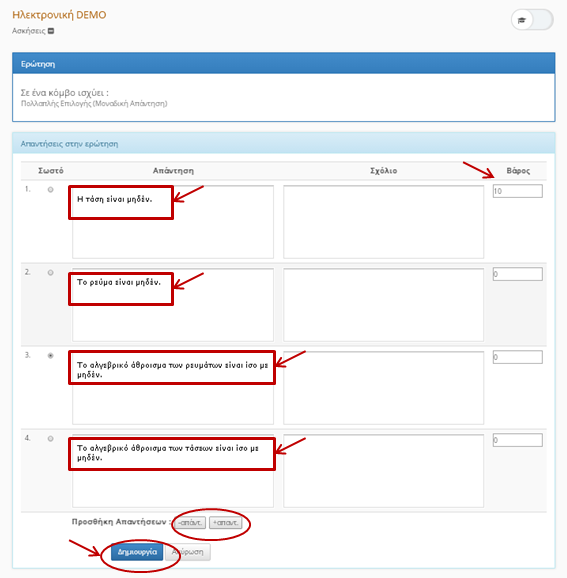 Ηλεκτρονική DEMO
Ασκήσεις
Ερώτηση
Σε ένα κόμβο ισχύει :
Πολλαπλής Επιλογής (Μοναδική Απάντηση)
Απαντήσεις στην ερώτηση
Σωστό Απάντηση Σχόλιο Βάρος
1. Η τάση είναι μηδέν. 10
2. Το ρεύμα είναι μηδέν. 0
3. Το αλγεβρικό άθροισμα των ρευμάτων είναι ίσο με 0
μηδέν.
4. Το αλγεβρικό άθροισμα των τάσεων είναι ίσο με 0
μηδέν.
Προσθήκη Απαντήσεων : -απάντ. +απαντ.
Δημιουργία Ακύρωση